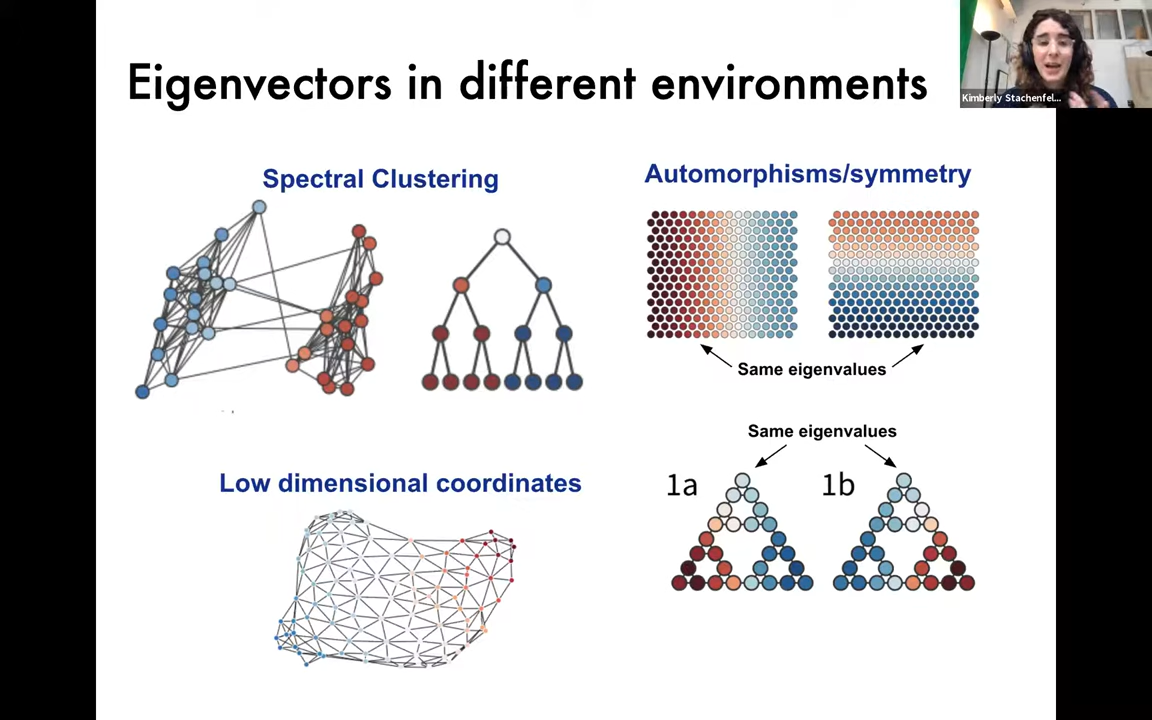 Eigenvectors in different environments
Kimberly Stachenfel...
Spectral Clustering
Automorphisms/symmetry
Same eigenvalues
Same eigenvalues
1a
1b
Low dimensional coordinates